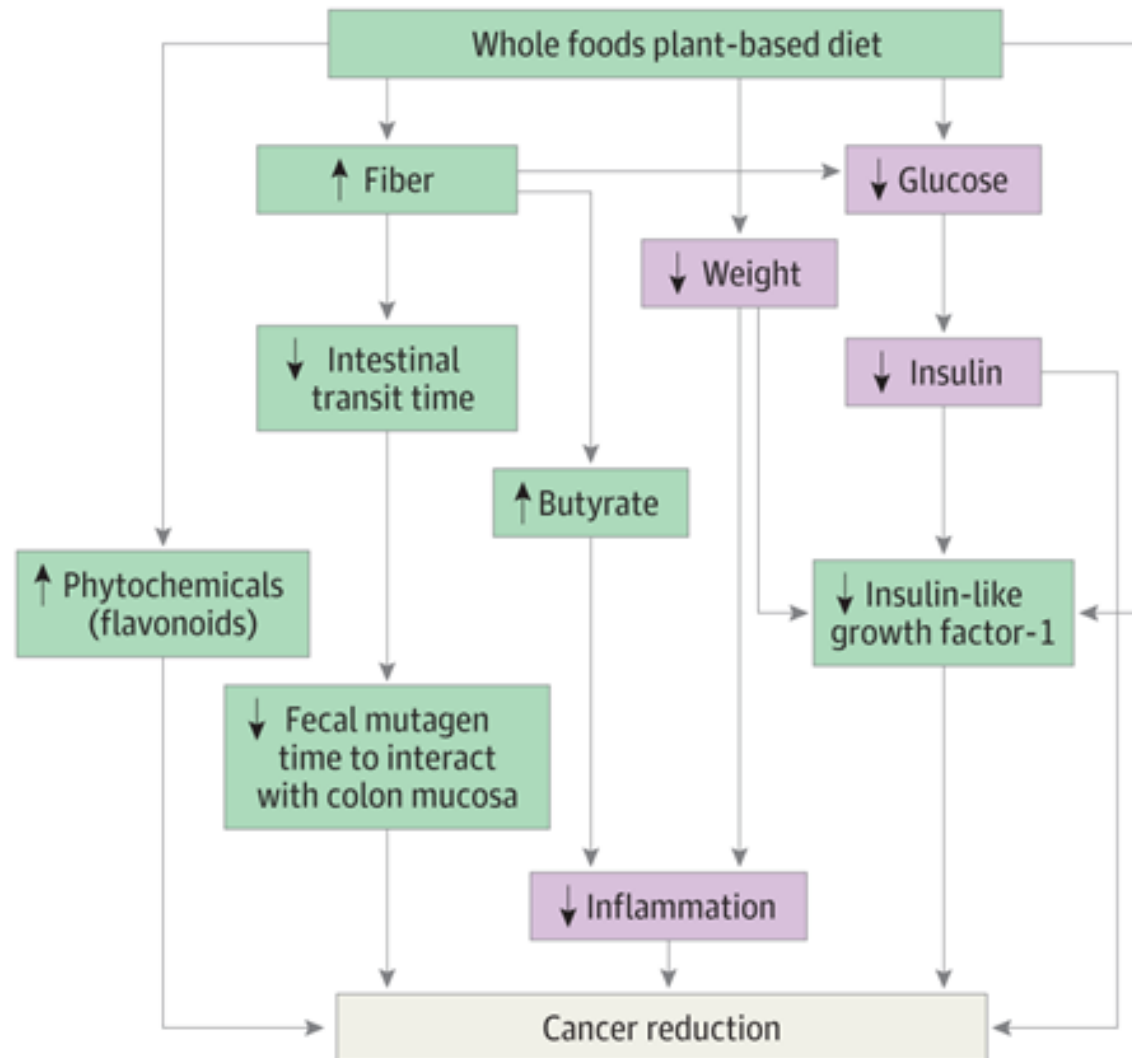 Whole foods plant-based diet
↑ Fiber
↓ Glucose
↓ Weight
↓ Intestinal
transit time
↓ Insulin
↑ Butyrate
↑ Phytochemicals
(flavonoids)
↓ Insulin-like
growth factor-1
↓ Fecal mutagen
time to interact
with colon mucosa
↓ Inflammation
Cancer reduction